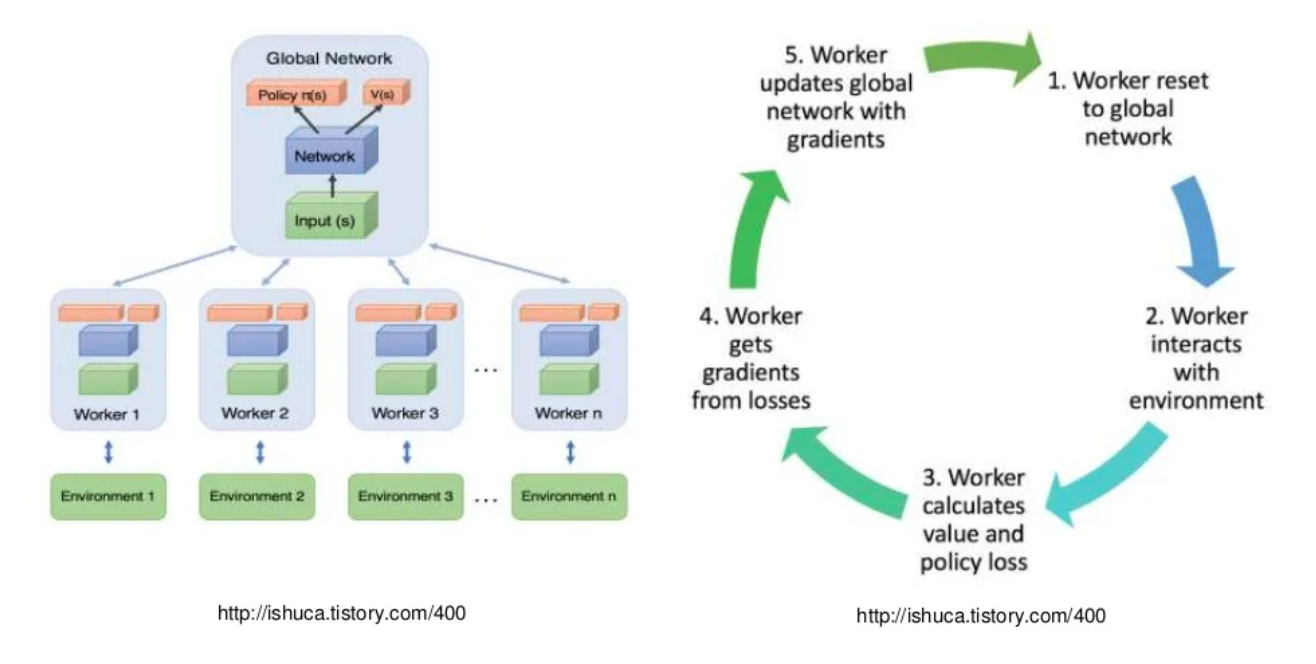 Global Network
Policy π(s)
V(s)
Network
Input (s)
Worker 1
Worker 2
Worker 3
...
Worker n
Environment 1
Environment 2
Environment 3
...
Environment n
http://ishuca.tistory.com/400
5. Worker
updates global
network with
gradients
1. Worker reset
to global
network
2. Worker
interacts
with
environment
3. Worker
calculates
value and
policy loss
4. Worker
gets
gradients
from losses
http://ishuca.tistory.com/400